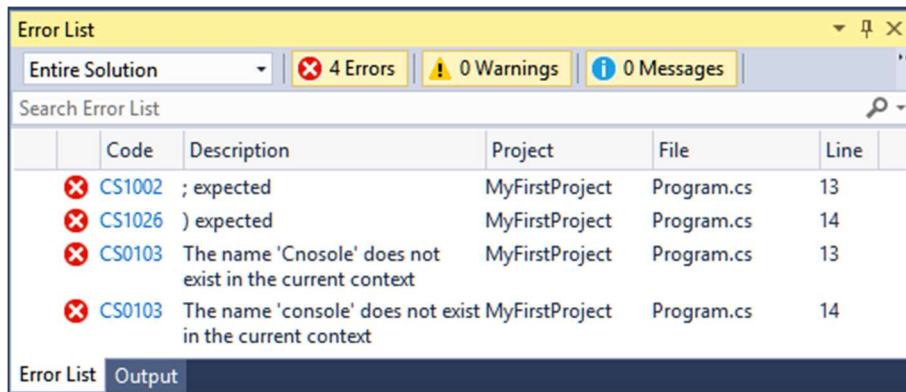 Error List
Entire Solution 4 Errors 0 Warnings 0 Messages
Search Error List
Code Description Project File Line
CS1002 ; expected MyFirstProject Program.cs 13
CS1026 ) expected MyFirstProject Program.cs 14
CS0103 The name 'Cnosole' does not MyFirstProject Program.cs 13
exist in the current context
CS0103 The name 'console' does not exist MyFirstProject Program.cs 14
in the current context
Error List Output